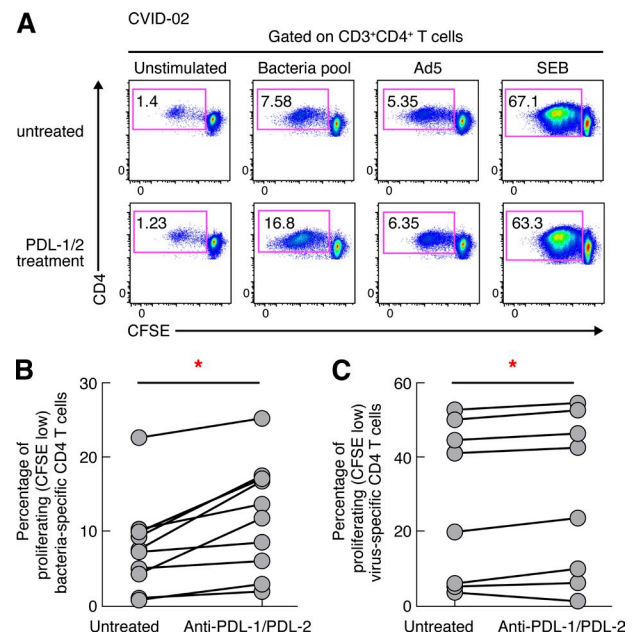 A
CVID-02
Gated on CD3+CD4+ T cells
Unstimulated Bacteria pool Ad5 SEB
untreated
1.4 7.58 5.35 67.1
0 0 0 0
0 0 0 0
PDL-1/2
treatment
1.23 16.8 6.35 63.3
0 0 0 0
0 0 0 0
CD4
CFSE
B
*
30
20
10
0
Percentage of
proliferating (CFSE low)
bacteria-specific CD4 T cells
Untreated Anti-PDL-1/PDL-2
C
*
60
40
20
0
Percentage of
proliferating (CFSE low)
virus-specific CD4 T cells
Untreated Anti-PDL-1/PDL-2